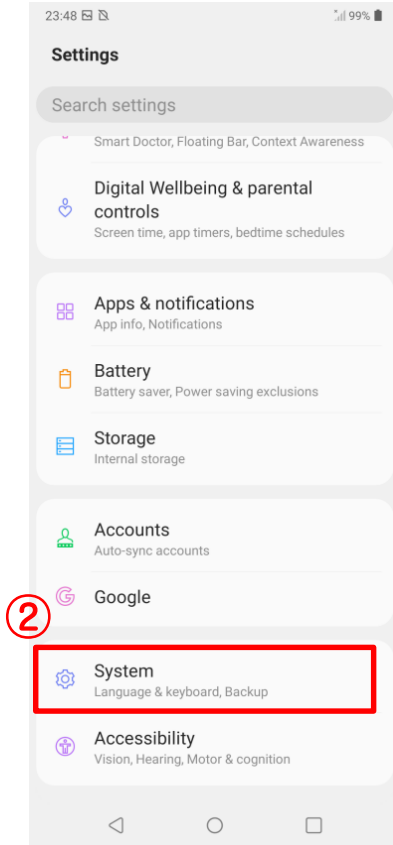 23:48 99%
Settings
Search settings
Smart Doctor, Floating Bar, Context Awareness
Digital Wellbeing & parental
controls
Screen time, app timers, bedtime schedules
Apps & notifications
App info, Notifications
Battery
Battery saver, Power saving exclusions
Storage
Internal storage
Accounts
Auto-sync accounts
Google
②
System
Language & keyboard, Backup
Accessibility
Vision, Hearing, Motor & cognition